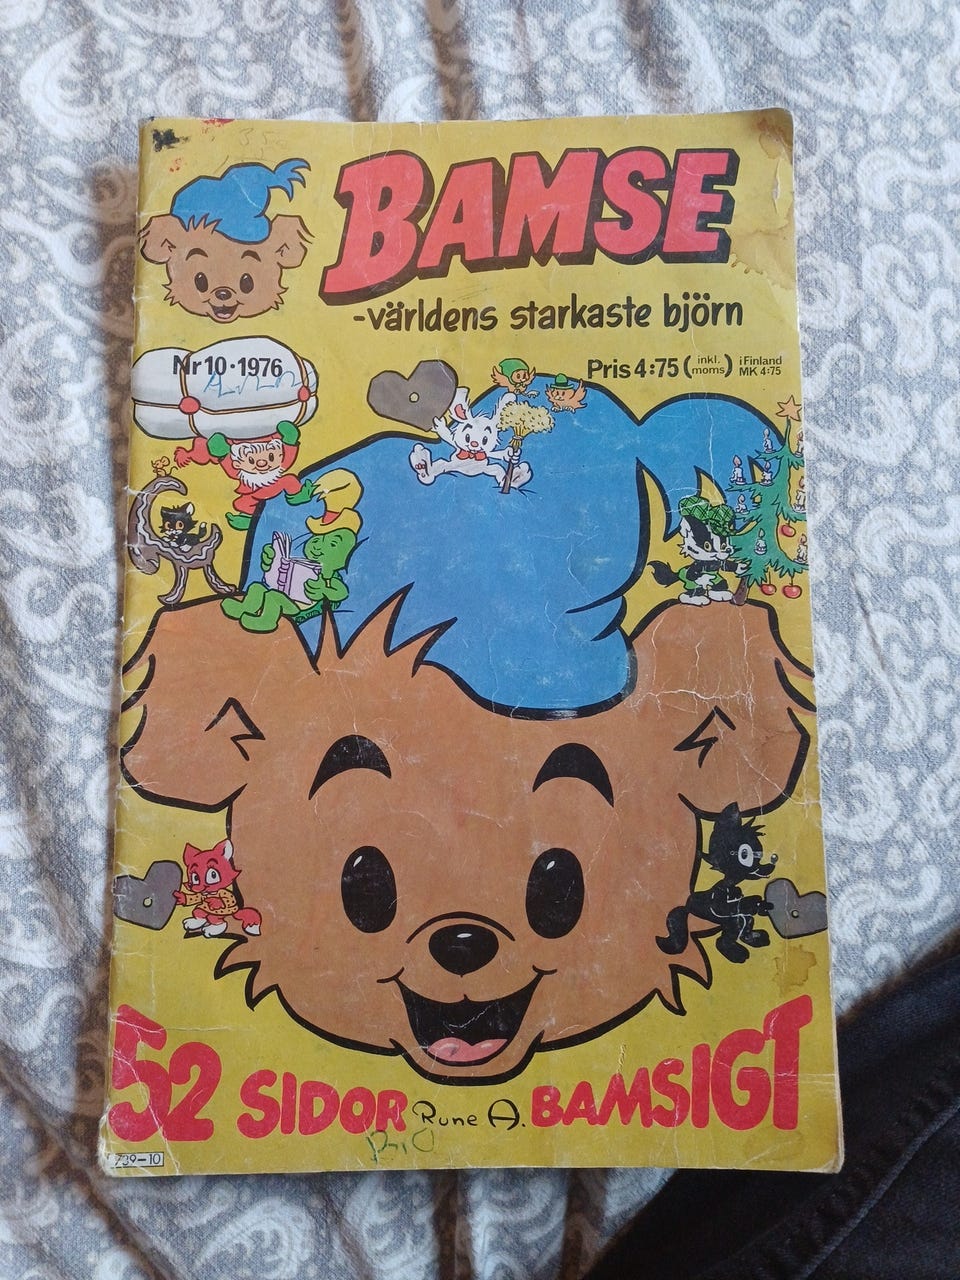 BAMSE
-världens starkaste björn
Nr 10·1976
Pris 4:75 (inkl. moms) i Finland MK 4:75
52 SIDOR Rune A. BAMSIGT
739-10